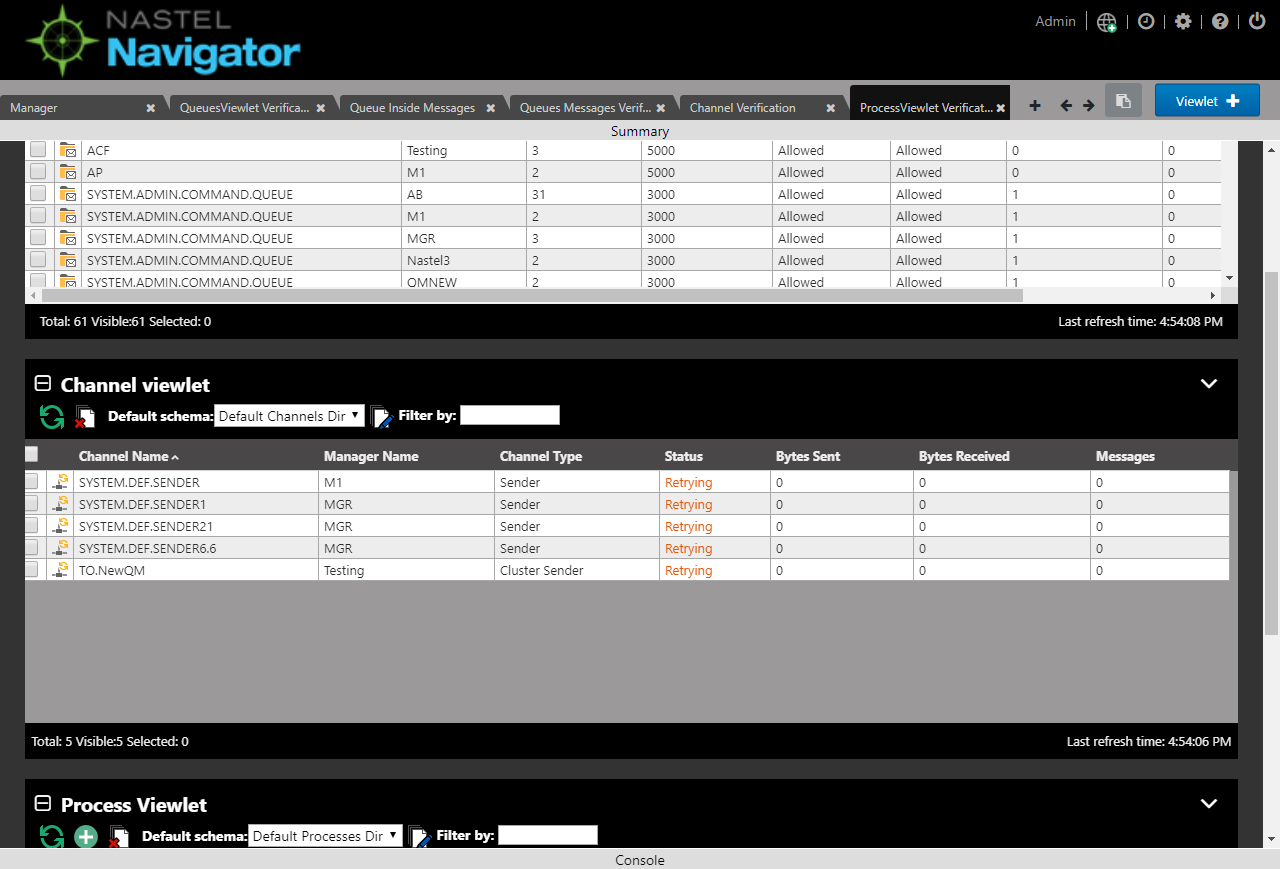 NASTEL
Navigator
Admin
Manager QueuesViewlet Verifica... Queue Inside Messages Queues Messages Verif... Channel Verification ProcessViewlet Verificat... Viewlet
Summary
ACF Testing 3 5000 Allowed Allowed 0 0
AP M1 2 5000 Allowed Allowed 0 0
SYSTEM.ADMIN.COMMAND.QUEUE AB 31 3000 Allowed Allowed 1 0
SYSTEM.ADMIN.COMMAND.QUEUE M1 2 3000 Allowed Allowed 1 0
SYSTEM.ADMIN.COMMAND.QUEUE MGR 3 3000 Allowed Allowed 1 0
SYSTEM.ADMIN.COMMAND.QUEUE Nastel3 2 3000 Allowed Allowed 1 0
SYSTEM.ADMIN.COMMAND.QUEUE QMNEW 2 3000 Allowed Allowed 1 0
Total: 61 Visible:61 Selected: 0 Last refresh time: 4:54:08 PM
Channel viewlet
Default schema: Default Channels Dir Filter by:
Channel Name Manager Name Channel Type Status Bytes Sent Bytes Received Messages
SYSTEM.DEF.SENDER M1 Sender Retrying 0 0 0
SYSTEM.DEF.SENDER1 MGR Sender Retrying 0 0 0
SYSTEM.DEF.SENDER21 MGR Sender Retrying 0 0 0
SYSTEM.DEF.SENDER6.6 MGR Sender Retrying 0 0 0
TO.NewQM Testing Cluster Sender Retrying 0 0 0
Total: 5 Visible:5 Selected: 0 Last refresh time: 4:54:06 PM
Process Viewlet
Default schema: Default Processes Dir Filter by:
Console